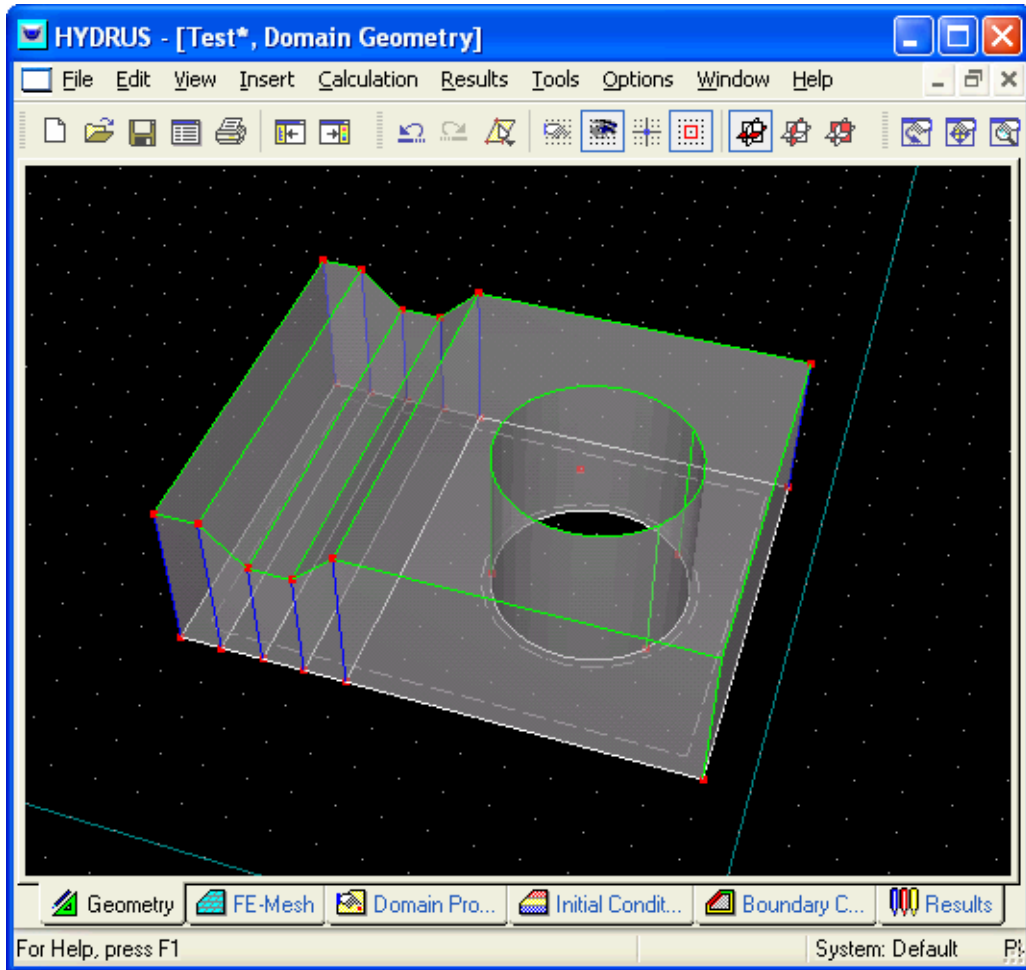 HYDRUS - [Test*, Domain Geometry]
File Edit View Insert Calculation Results Tools Options Window Help
Geometry FE-Mesh Domain Pro... Initial Condit... Boundary C... Results
For Help, press F1 System: Default